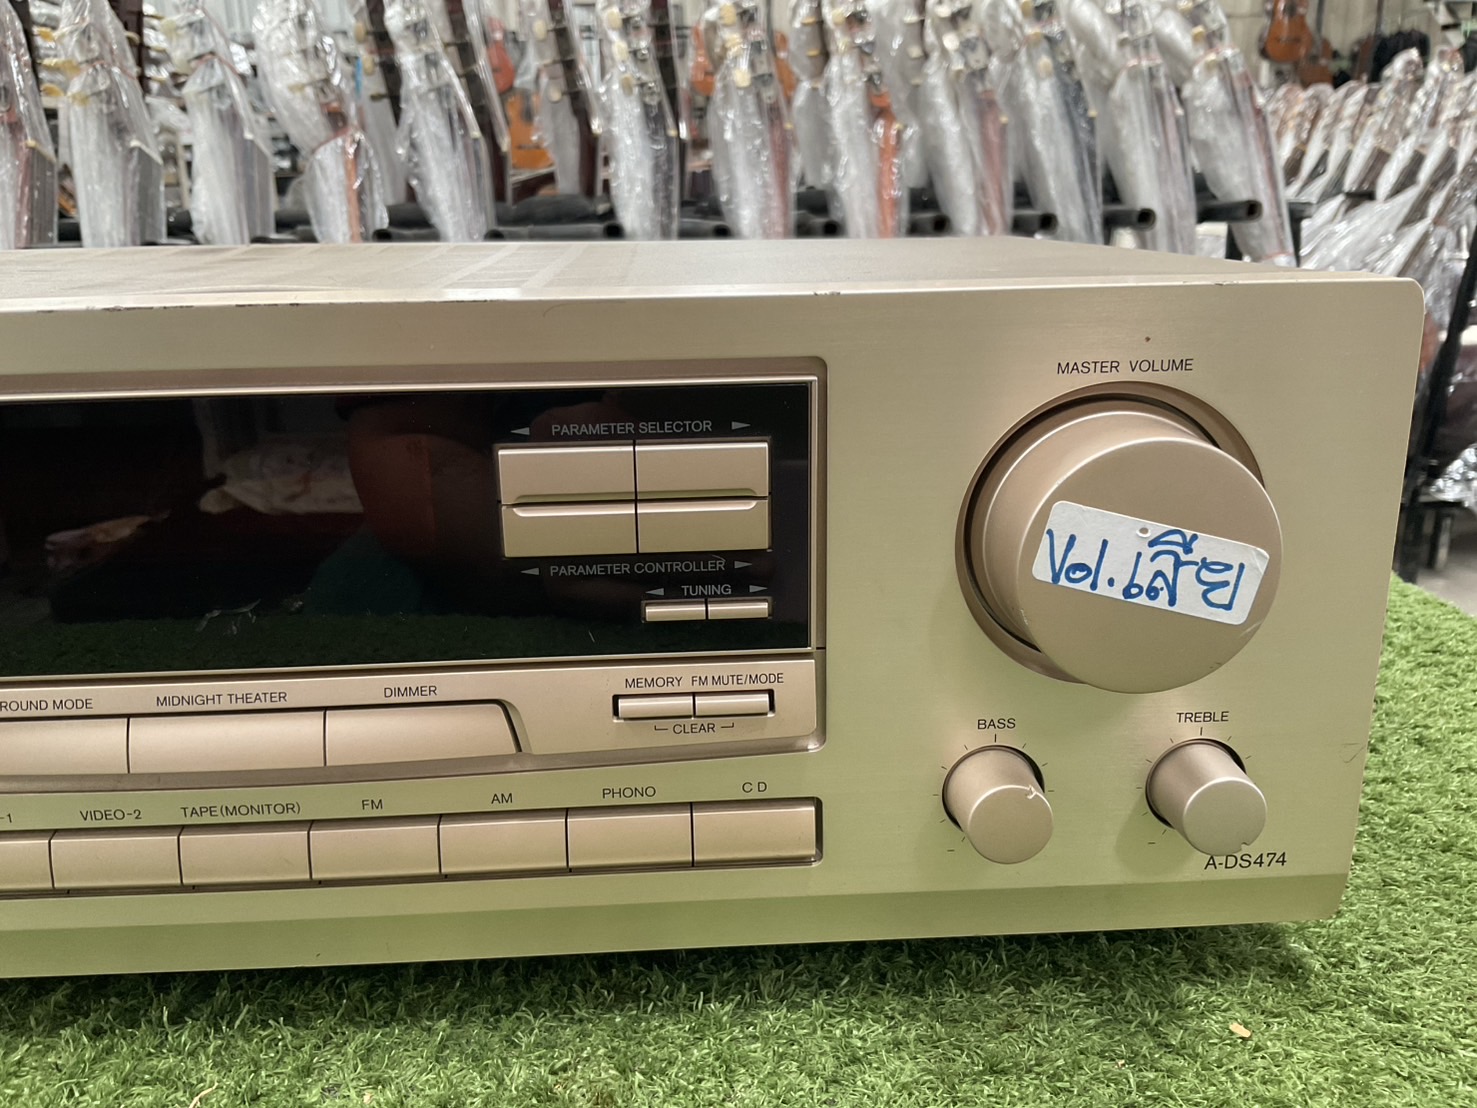 MASTER VOLUME
PARAMETER SELECTOR
Vol. เสีย
PARAMETER CONTROLLER
TUNING
ROUND MODE
MIDNIGHT THEATER
DIMMER
MEMORY FM MUTE/MODE
CLEAR
BASS
TREBLE
-1
VIDEO-2
TAPE (MONITOR)
FM
AM
PHONO
CD
A-DS474